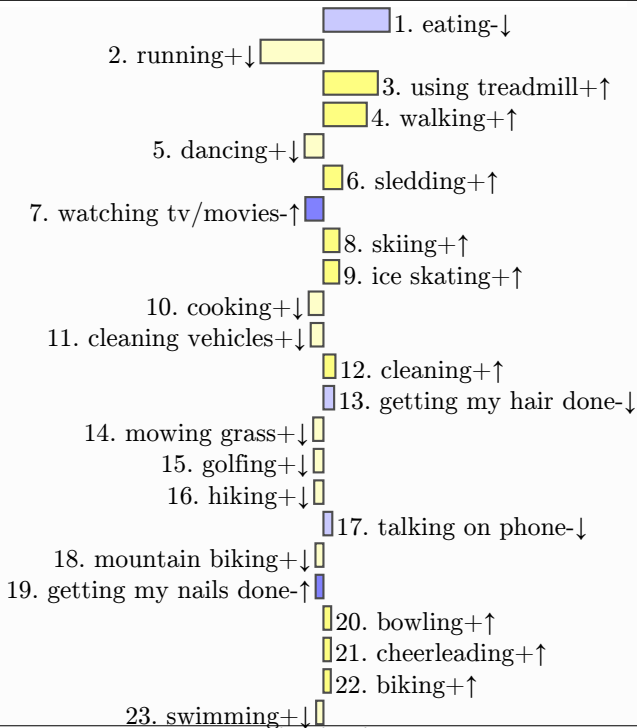 1. eating-↓
2. running+↓
3. using treadmill+↑
4. walking+↑
5. dancing+↓
6. sledding+↑
7. watching tv/movies-↑
8. skiing+↑
9. ice skating+↑
10. cooking+↓
11. cleaning vehicles+↓
12. cleaning+↑
13. getting my hair done-↓
14. mowing grass+↓
15. golfing+↓
16. hiking+↓
17. talking on phone-↓
18. mountain biking+↓
19. getting my nails done-↑
20. bowling+↑
21. cheerleading+↑
22. biking+↑
23. swimming+↓